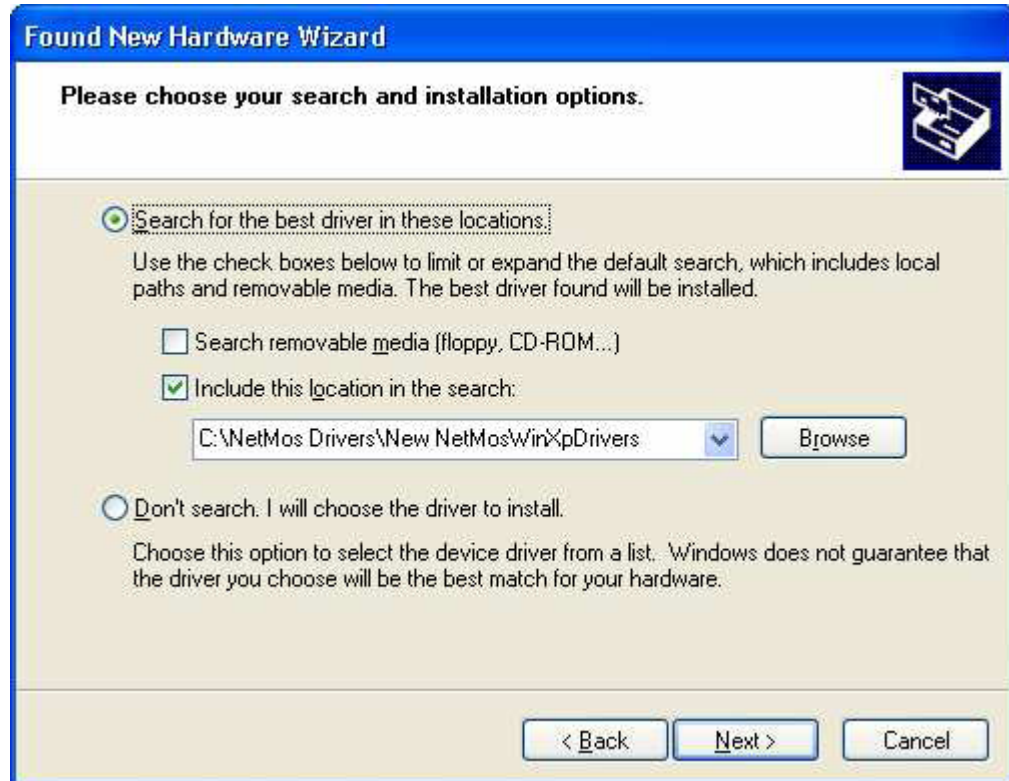 Found New Hardware Wizard
Please choose your search and installation options.
Search for the best driver in these locations.
Use the check boxes below to limit or expand the default search, which includes local
paths and removable media. The best driver found will be installed.
Search removable media (floppy, CD-ROM...)
Include this location in the search:
C:\NetMos Drivers\New NetMosWinXpDrivers
Browse
Don't search. I will choose the driver to install.
Choose this option to select the device driver from a list. Windows does not guarantee that
the driver you choose will be the best match for your hardware.
< Back Next > Cancel